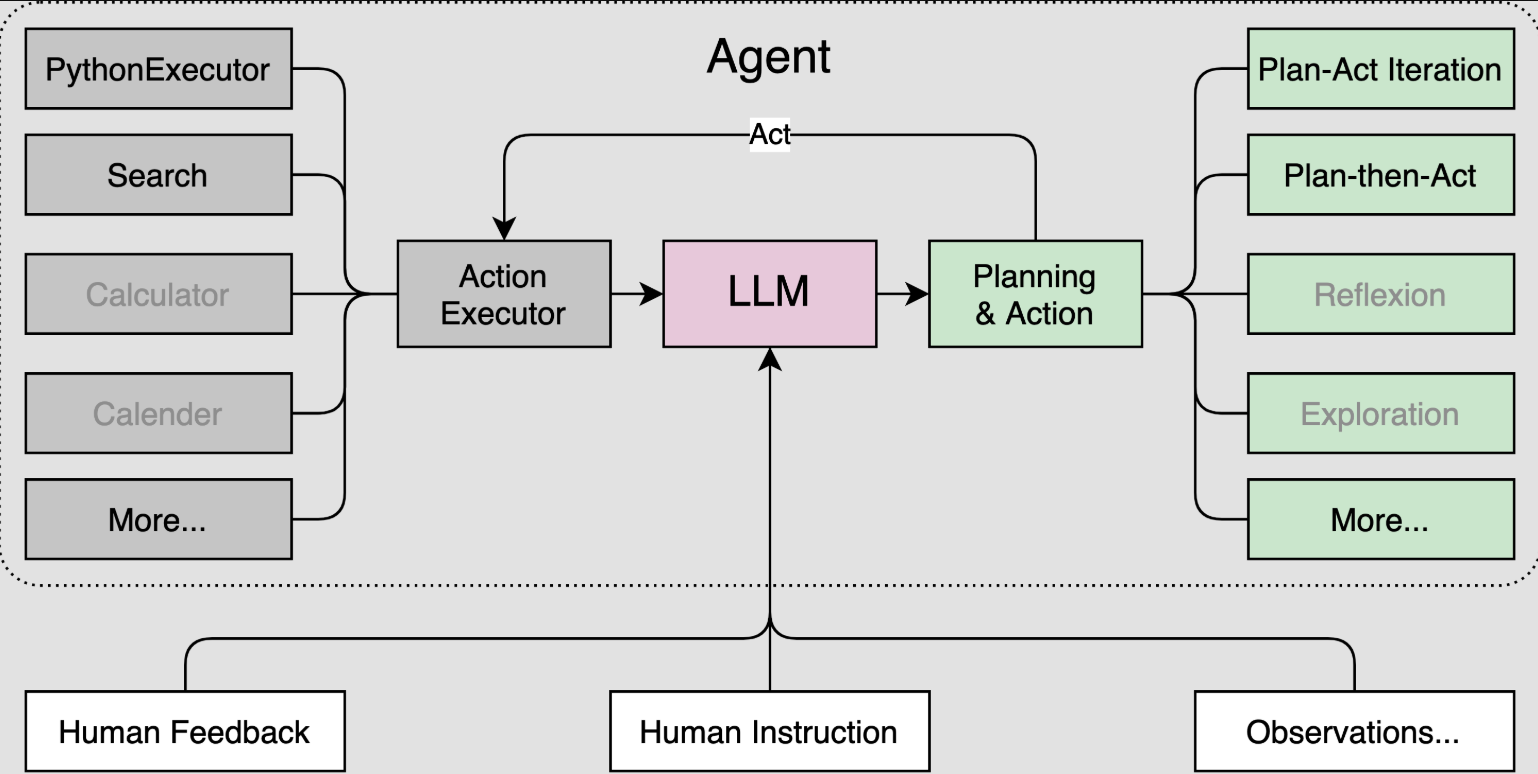 Agent
PythonExecutor
Search
Calculator
Calender
More...
Act
Action
Executor
LLM
Planning
& Action
Plan-Act Iteration
Plan-then-Act
Reflexion
Exploration
More...
Human Feedback
Human Instruction
Observations...